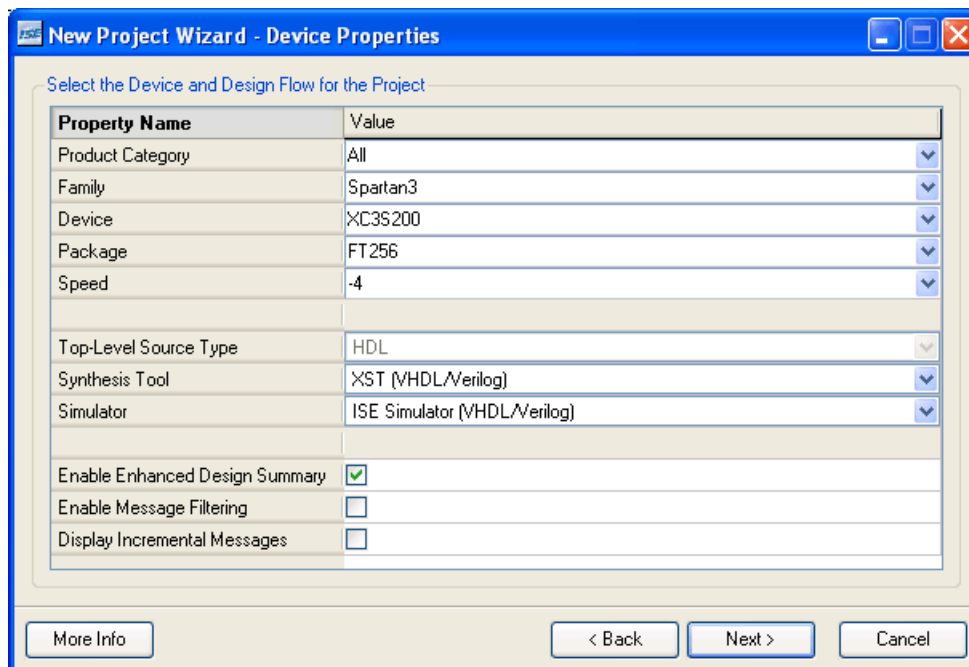 ISE New Project Wizard - Device Properties
Select the Device and Design Flow for the Project
Property Name Value
Product Category All
Family Spartan3
Device XC3S200
Package FT256
Speed -4
Top-Level Source Type HDL
Synthesis Tool XST (VHDL/Verilog)
Simulator ISE Simulator (VHDL/Verilog)
Enable Enhanced Design Summary
Enable Message Filtering
Display Incremental Messages
More Info < Back Next > Cancel